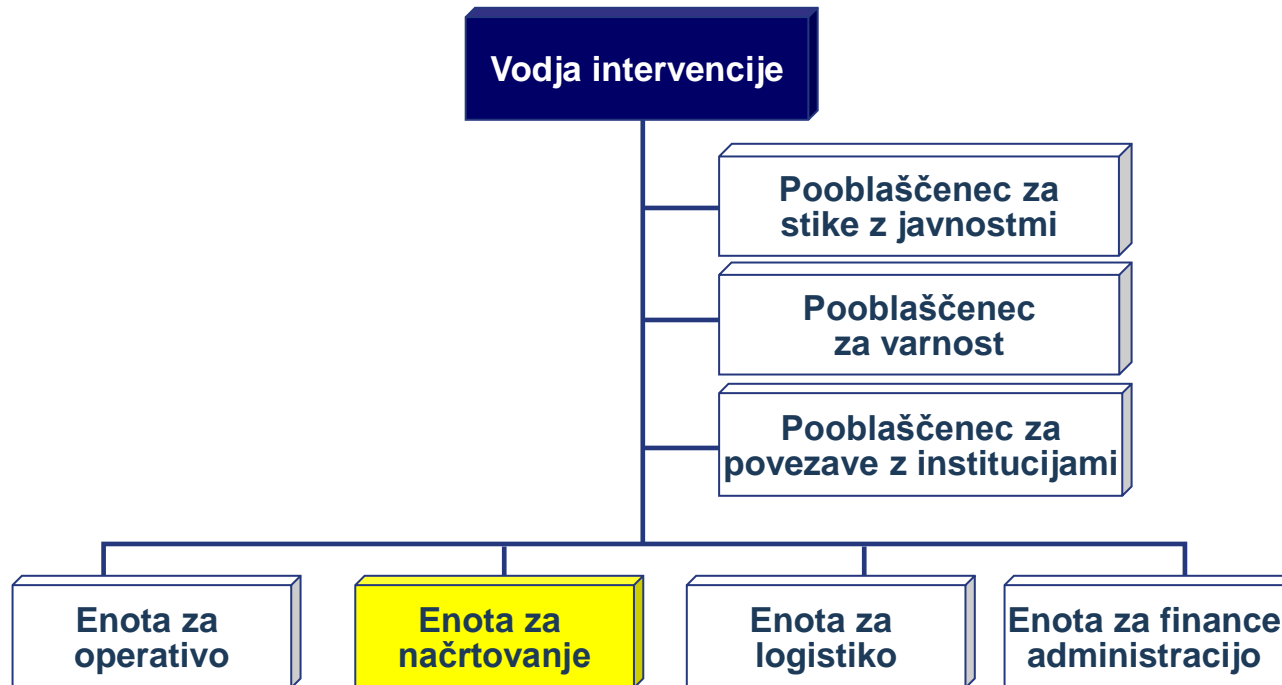 Vodja intervencije
Pooblaščenec za
stike z javnostmi
Pooblaščenec
za varnost
Pooblaščenec za
povezave z institucijami
Enota za
operativo
Enota za
načrtovanje
Enota za
logistiko
Enota za finance
administracijo